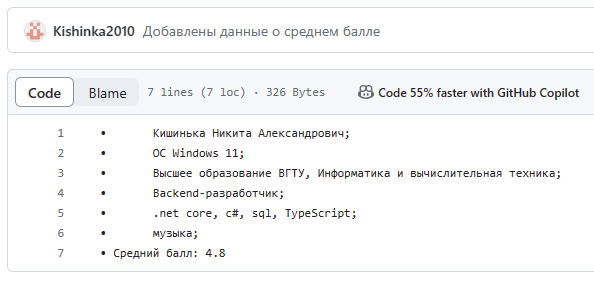 Kishinka2010 Добавлены данные о среднем балле
Code Blame 7 lines (7 loc) · 326 Bytes Code 55% faster with GitHub Copilot
1 • Кишинька Никита Александрович;
2 • ОС Windows 11;
3 • Высшее образование ВГТУ, Информатика и вычислительная техника;
4 • Backend-разработчик;
5 • .net core, c#, sql, TypeScript;
6 • музыка;
7 • Средний балл: 4.8